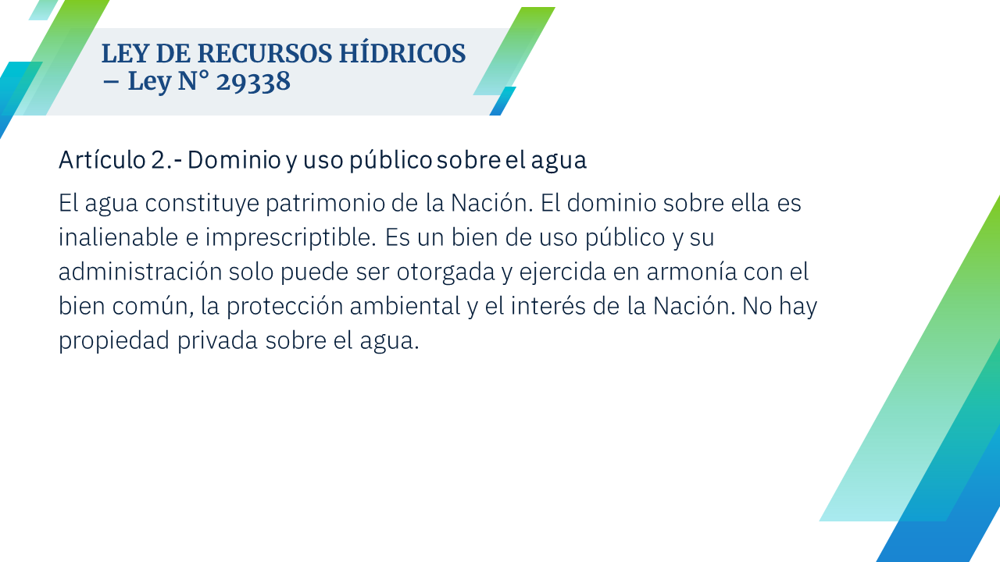 LEY DE RECURSOS HÍDRICOS
– Ley N° 29338
Artículo 2.- Dominio y uso público sobre el agua
El agua constituye patrimonio de la Nación. El dominio sobre ella es
inalienable e imprescriptible. Es un bien de uso público y su
administración solo puede ser otorgada y ejercida en armonía con el
bien común, la protección ambiental y el interés de la Nación. No hay
propiedad privada sobre el agua.